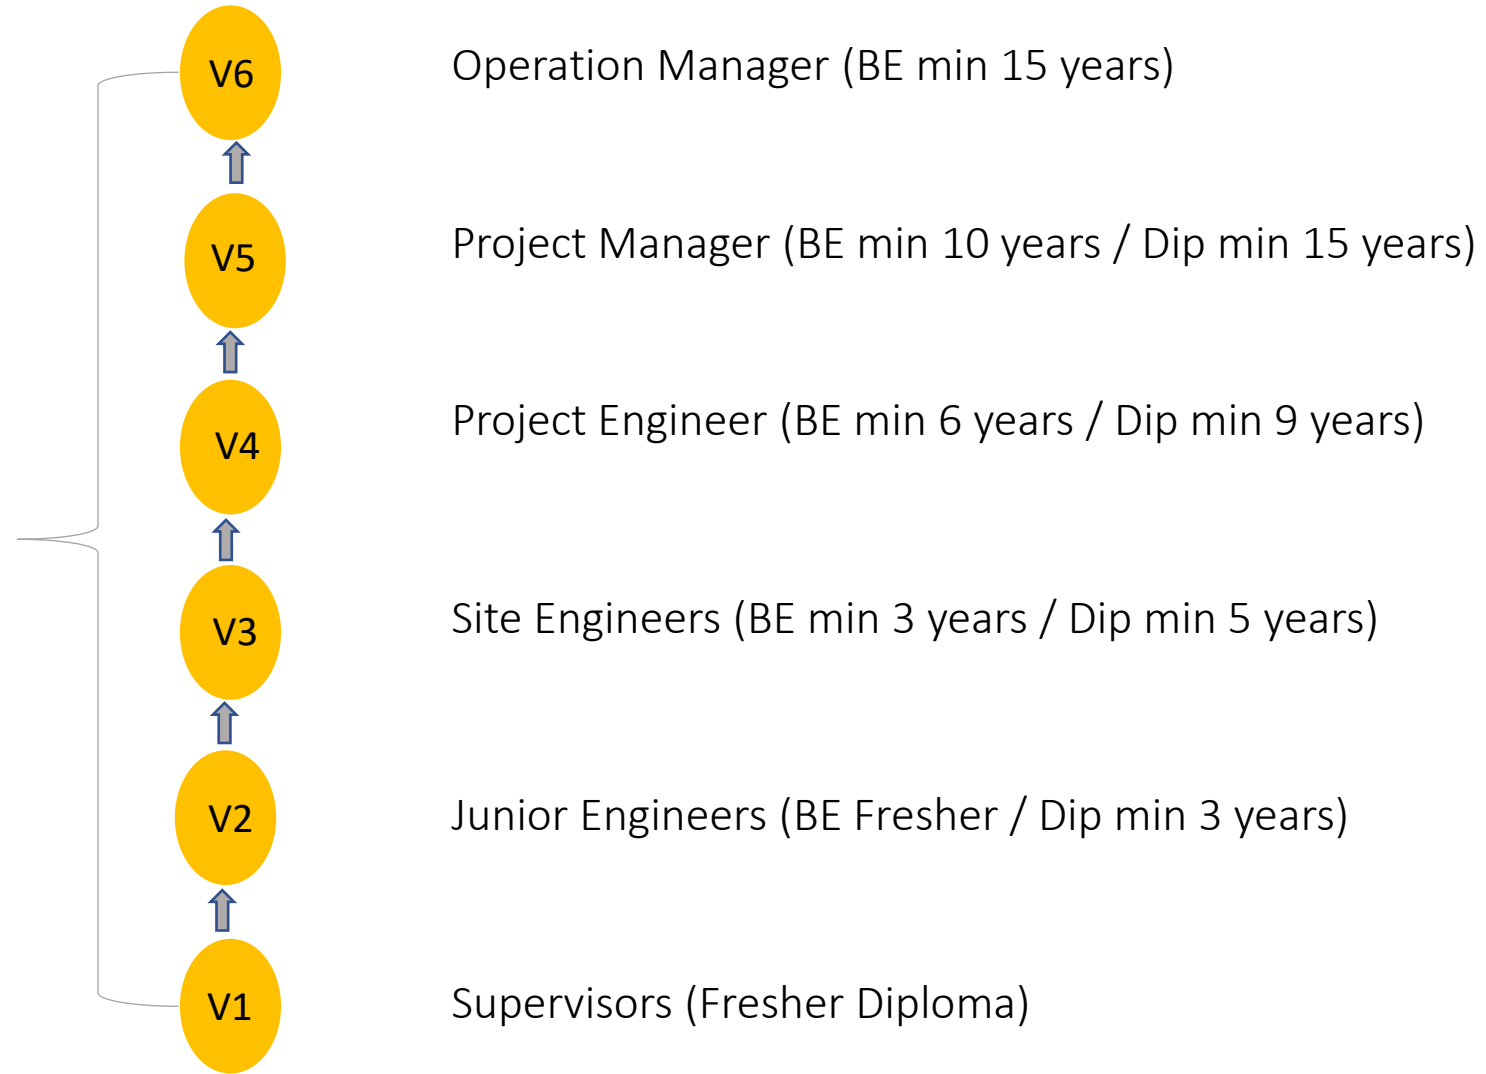 V6 Operation Manager (BE min 15 years)
V5 Project Manager (BE min 10 years / Dip min 15 years)
V4 Project Engineer (BE min 6 years / Dip min 9 years)
V3 Site Engineers (BE min 3 years / Dip min 5 years)
V2 Junior Engineers (BE Fresher / Dip min 3 years)
V1 Supervisors (Fresher Diploma)